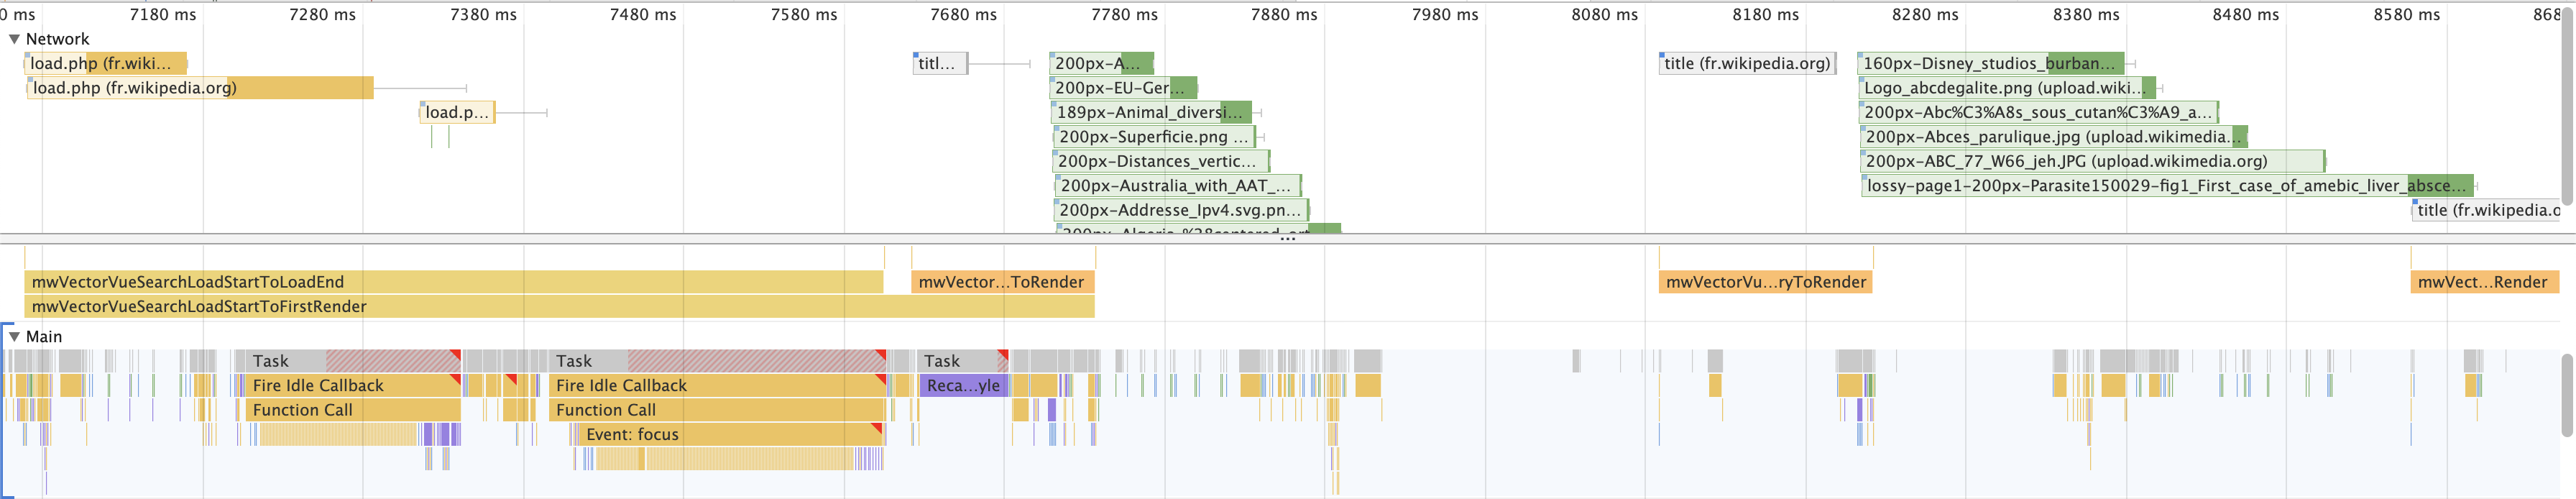 0 ms 7180 ms 7280 ms 7380 ms 7480 ms 7580 ms 7680 ms 7780 ms 7880 ms 7980 ms 8080 ms 8180 ms 8280 ms 8380 ms 8480 ms 8580 ms 868
▼ Network
load.php (fr.wiki… titl… 200px-A… title (fr.wikipedia.org) 160px-Disney_studios_burban…
load.php (fr.wikipedia.org) 200px-EU-Ger… Logo_abcdegalite.png (upload.wiki…
load.p… 189px-Animal_diversi… 200px-Abc%C3%A8s_sous_cutan%C3%A9_a…
200px-Superficie.png … 200px-Abces_parulique.jpg (upload.wikimedia…
200px-Distances_vertic… 200px-ABC_77_W66_jeh.JPG (upload.wikimedia.org)
200px-Australia_with_AAT_… lossy-page1-200px-Parasite150029-fig1_First_case_of_amebic_liver_absce…
200px-Addresse_Ipv4.svg.pn… title (fr.wikipedia.o
200px-Algeria_%28centered_ort
…
mwVectorVueSearchLoadStartToLoadEnd mwVector…ToRender mwVectorVu…ryToRender mwVect…Render
mwVectorVueSearchLoadStartToFirstRender
▼ Main
Task Task Task
Fire Idle Callback Fire Idle Callback Reca…yle
Function Call Function Call
Event: focus